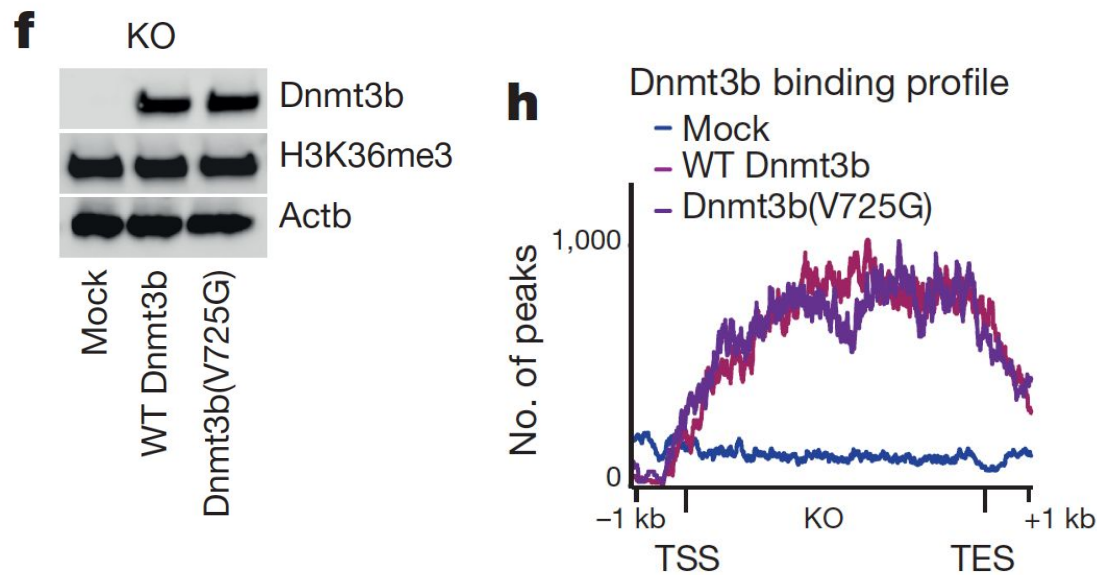 f
KO
Dnmt3b
H3K36me3
Actb
Mock
WT Dnmt3b
Dnmt3b(V725G)
h
Dnmt3b binding profile
Mock
WT Dnmt3b
Dnmt3b(V725G)
No. of peaks
1,000
0
−1 kb
KO
+1 kb
TSS
TES